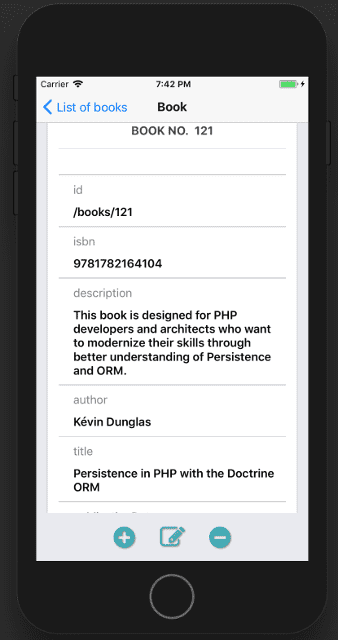 Carrier 7:42 PM
List of books Book
BOOK NO. 121
id
/books/121
isbn
9781782164104
description
This book is designed for PHP
developers and architects who want
to modernize their skills through
better understanding of Persistence
and ORM.
author
Kévin Dunglas
title
Persistence in PHP with the Doctrine
ORM